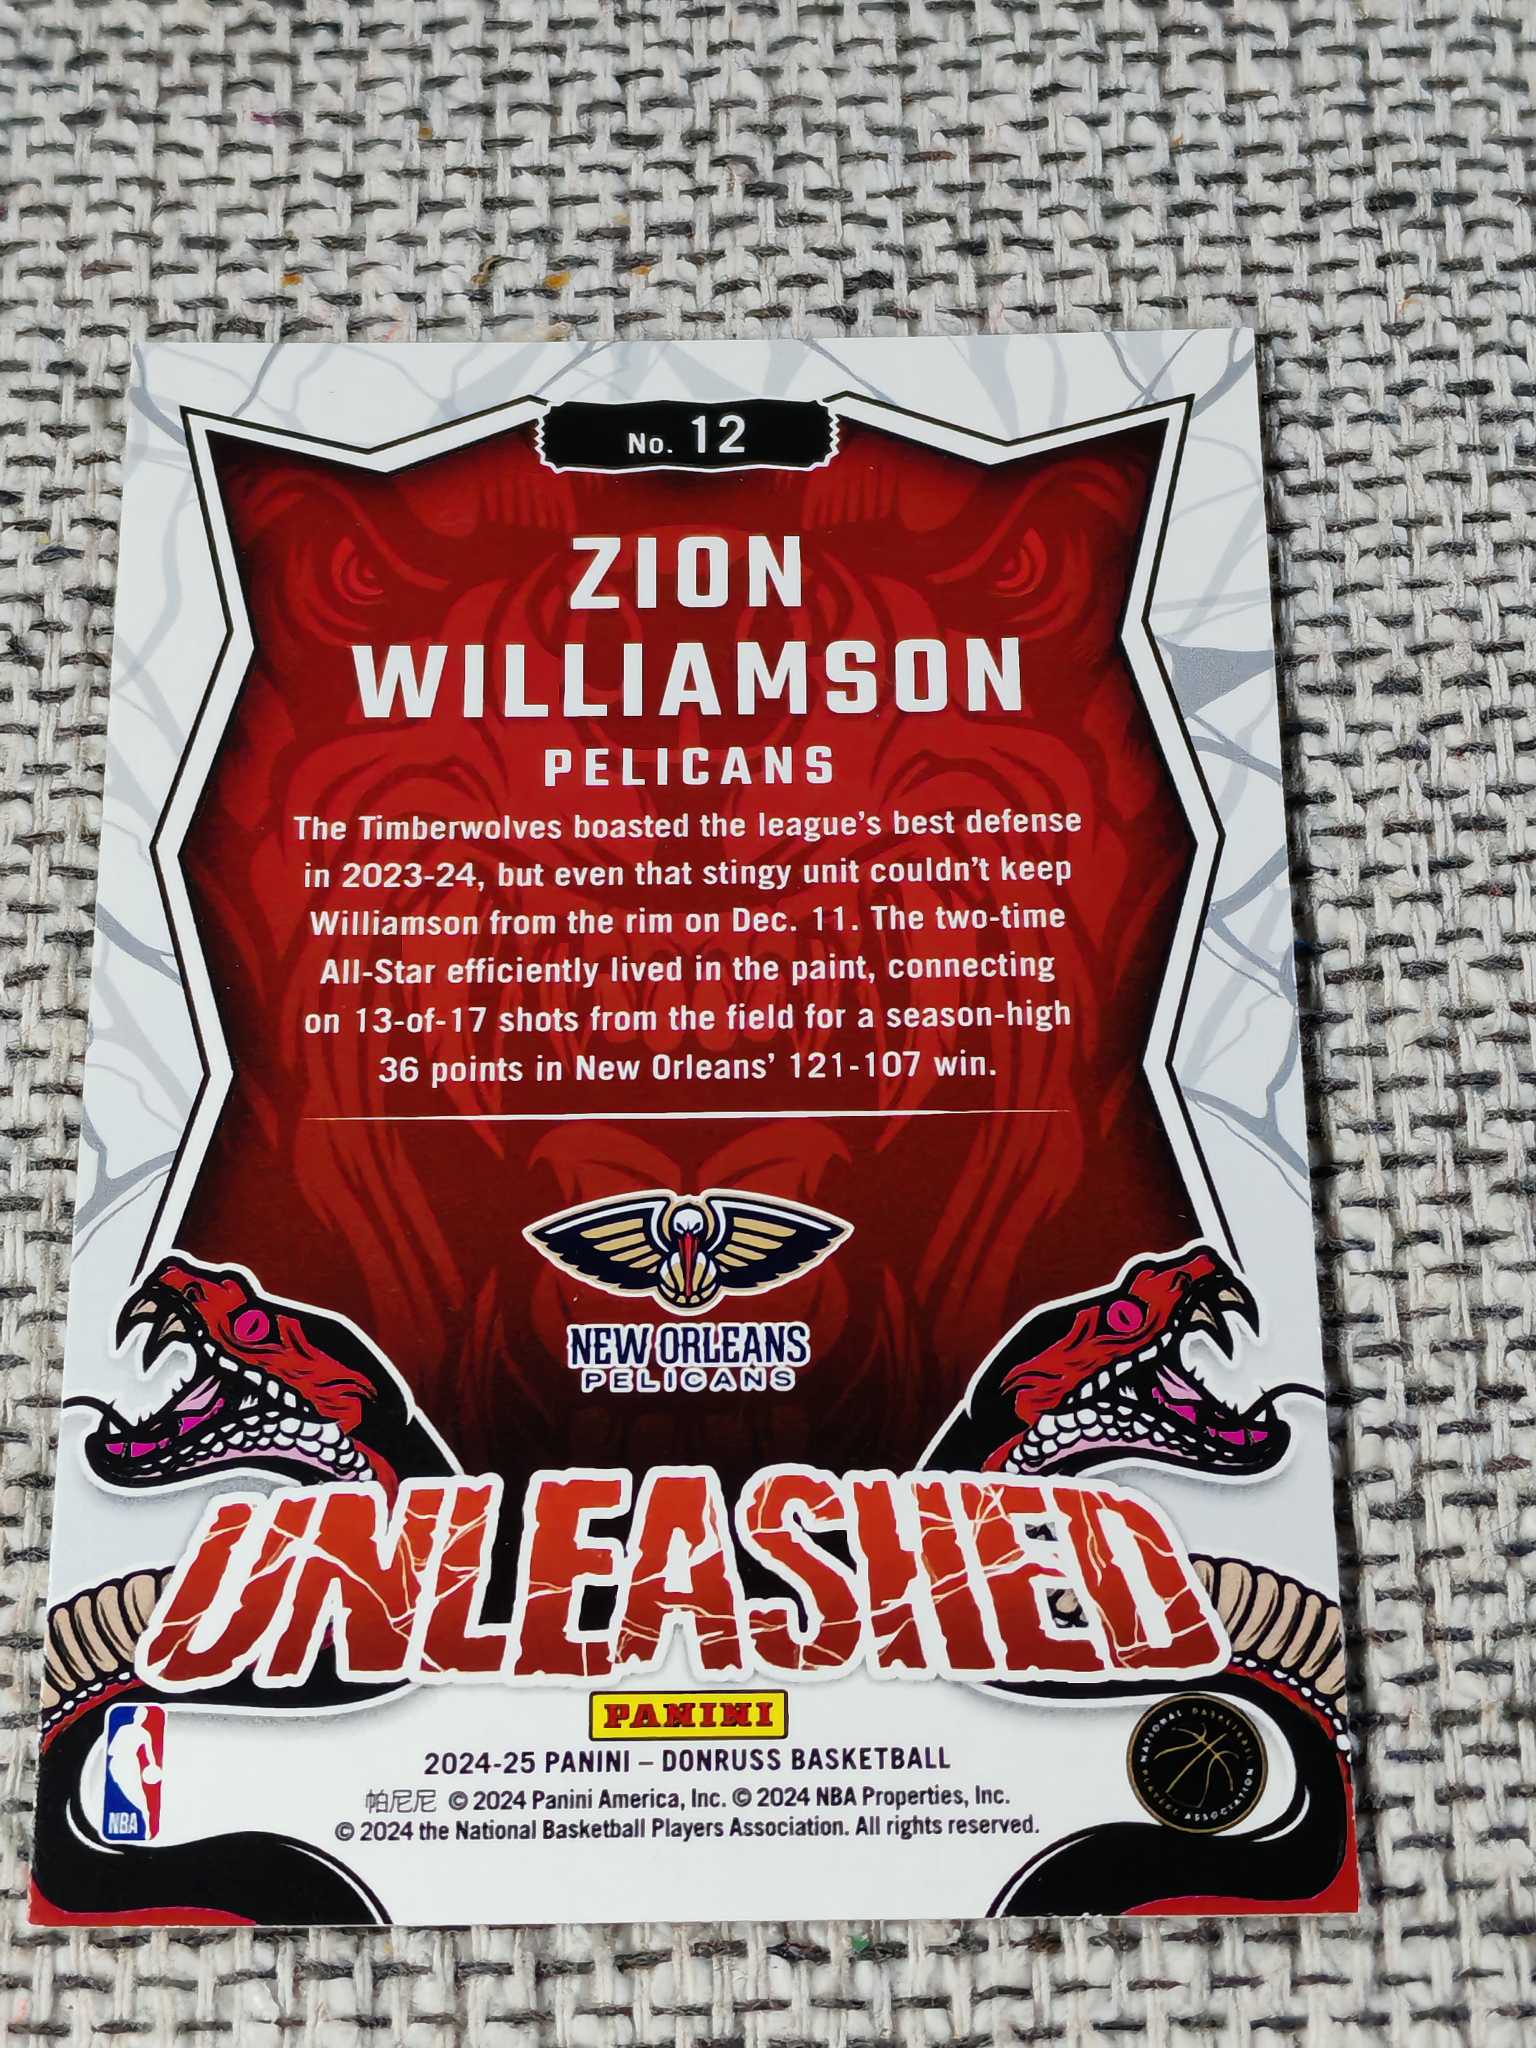 No. 12
ZION
WILLIAMSON
PELICANS
The Timberwolves boasted the league's best defense
in 2023-24, but even that stingy unit couldn't keep
Williamson from the rim on Dec. 11. The two-time
All-Star efficiently lived in the paint, connecting
on 13-of-17 shots from the field for a season-high
36 points in New Orleans' 121-107 win.
NEW ORLEANS
PELICANS
UNLEASHED
PANINI
NBA
2024-25 PANINI – DONRUSS BASKETBALL
帕尼尼 © 2024 Panini America, Inc. © 2024 NBA Properties, Inc.
© 2024 the National Basketball Players Association. All rights reserved.
NATIONAL BASKETBALL PLAYERS ASSOCIATION